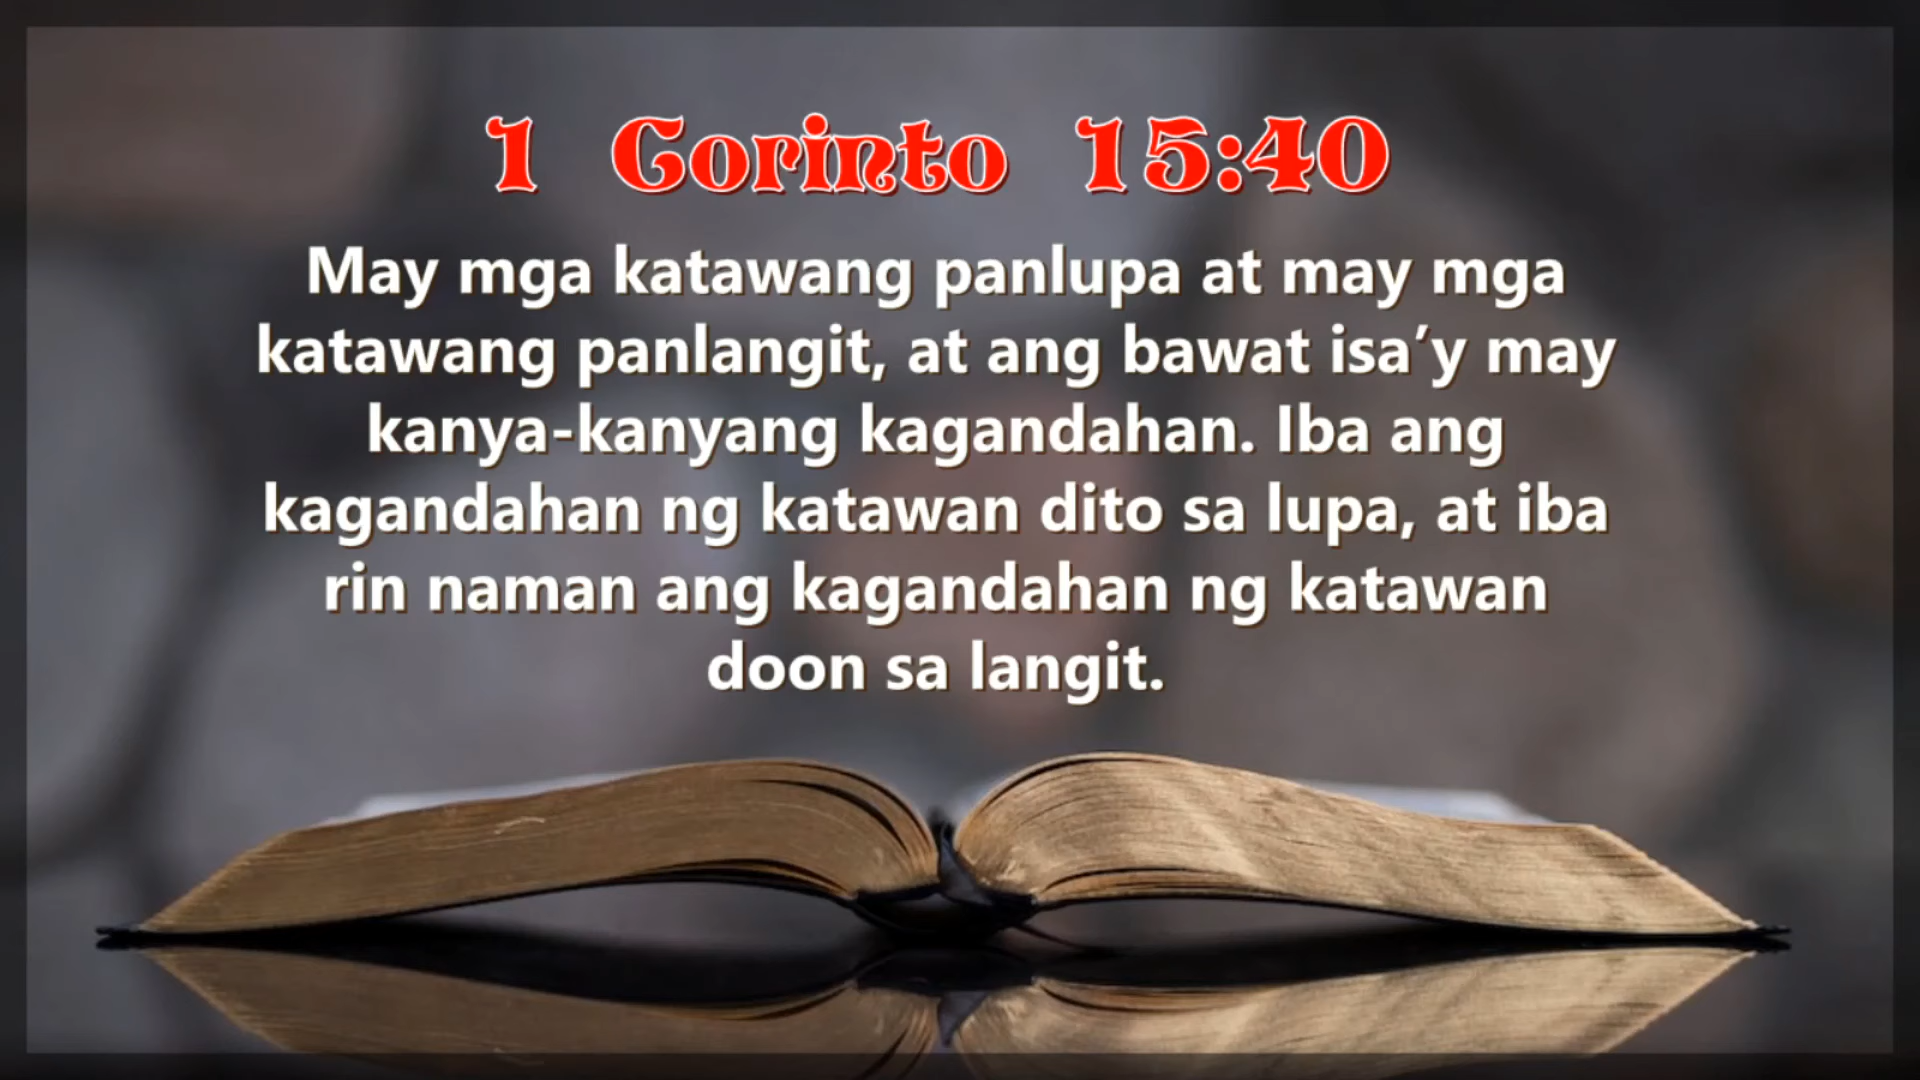 1 Corinto 15:40
May mga katawang panlupa at may mga
katawang panlangit, at ang bawat isa’y may
kanya-kanyang kagandahan. Iba ang
kagandahan ng katawan dito sa lupa, at iba
rin naman ang kagandahan ng katawan
doon sa langit.